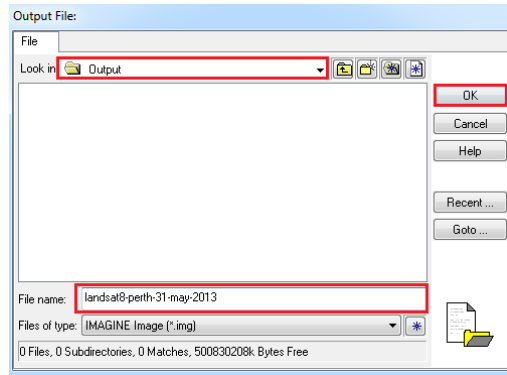 Output File:
File
Look in: Output
OK
Cancel
Help
Recent ...
Goto ...
File name: landsat8-perth-31-may-2013
Files of type: IMAGINE Image (*.img)
0 Files, 0 Subdirectories, 0 Matches, 500830208k Bytes Free